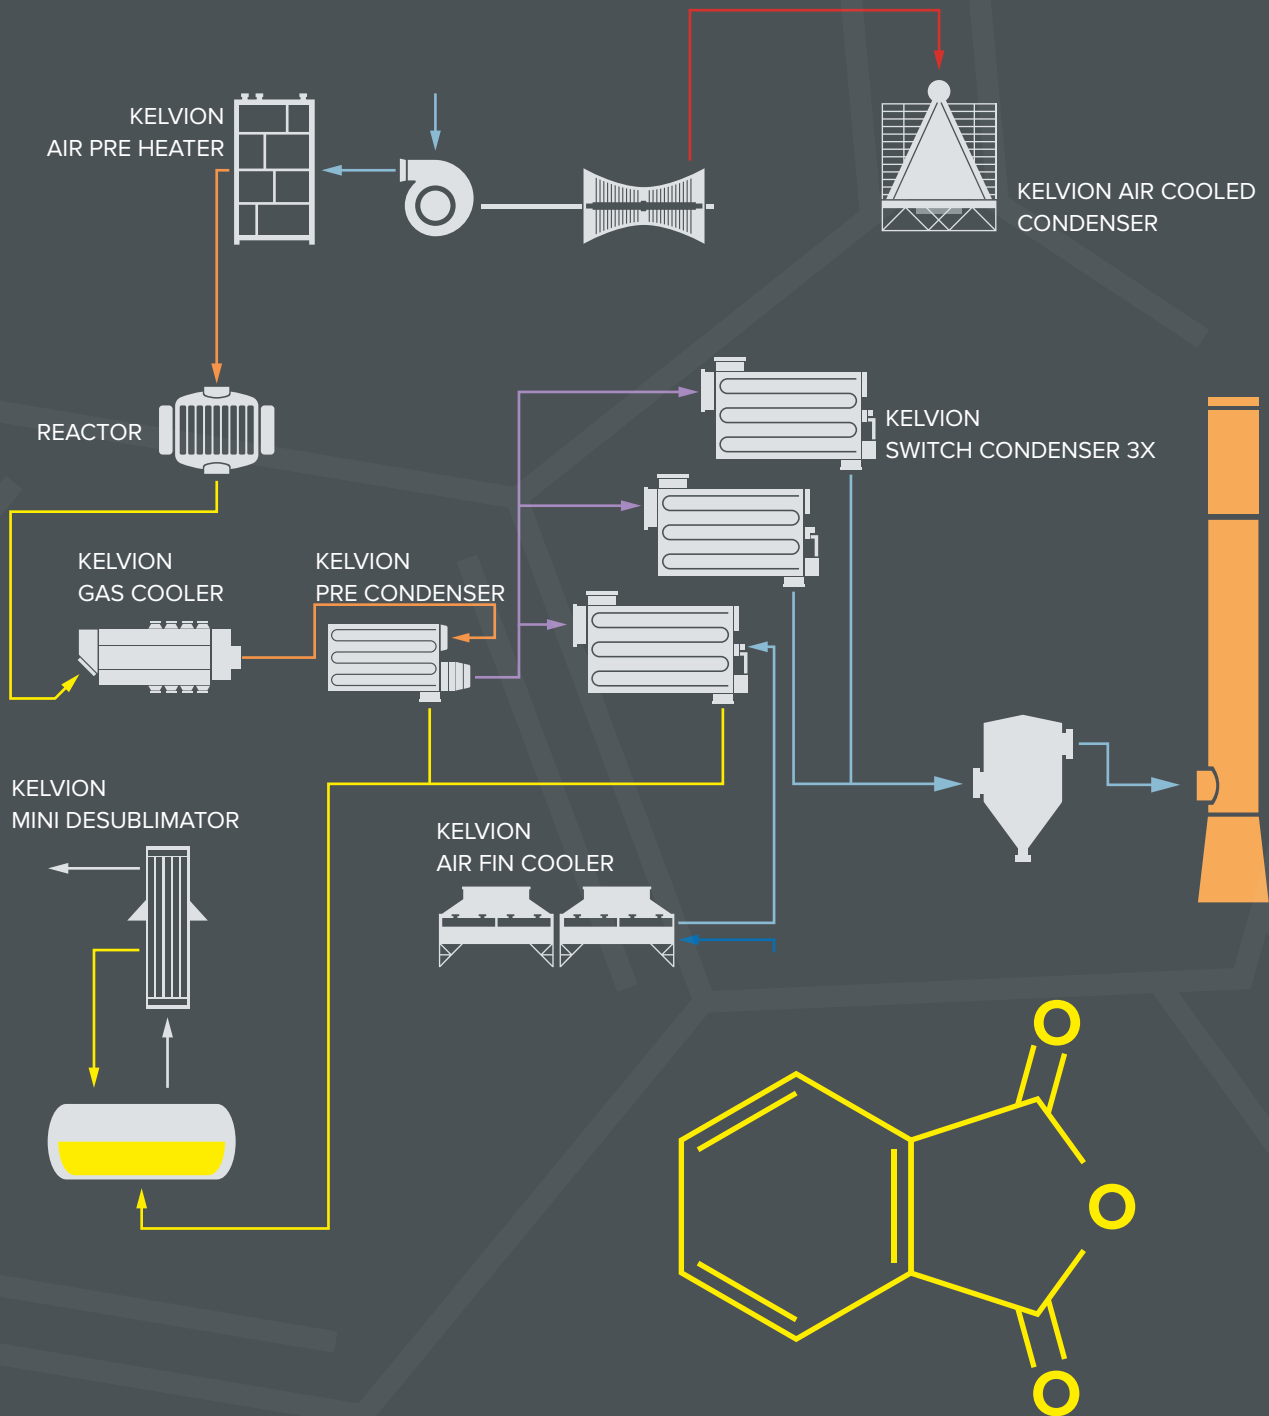 KELVION
AIR PRE HEATER
KELVION AIR COOLED
CONDENSER
REACTOR
KELVION
SWITCH CONDENSER 3X
KELVION
GAS COOLER
KELVION
PRE CONDENSER
KELVION
MINI DESUBLIMATOR
KELVION
AIR FIN COOLER
O
O
O